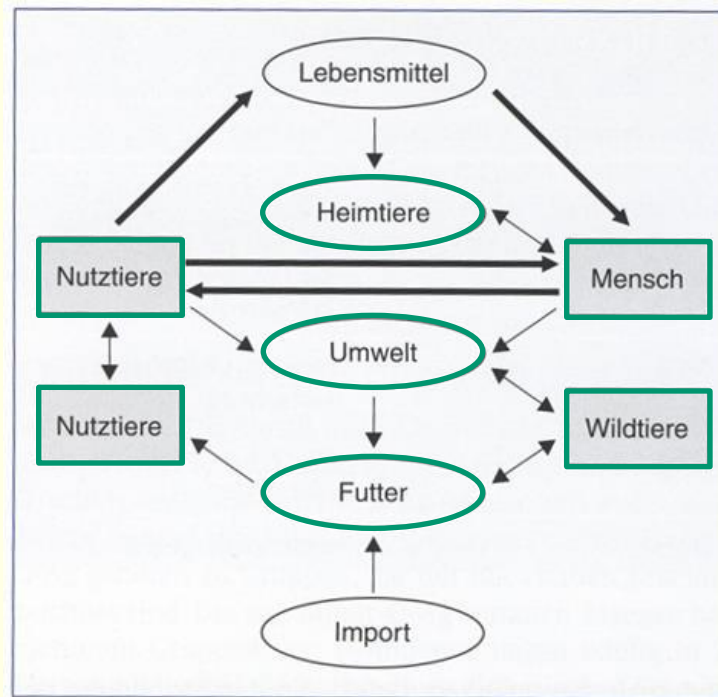 Lebensmittel
Heimtiere
Nutztiere
Mensch
Umwelt
Nutztiere
Wildtiere
Futter
Import